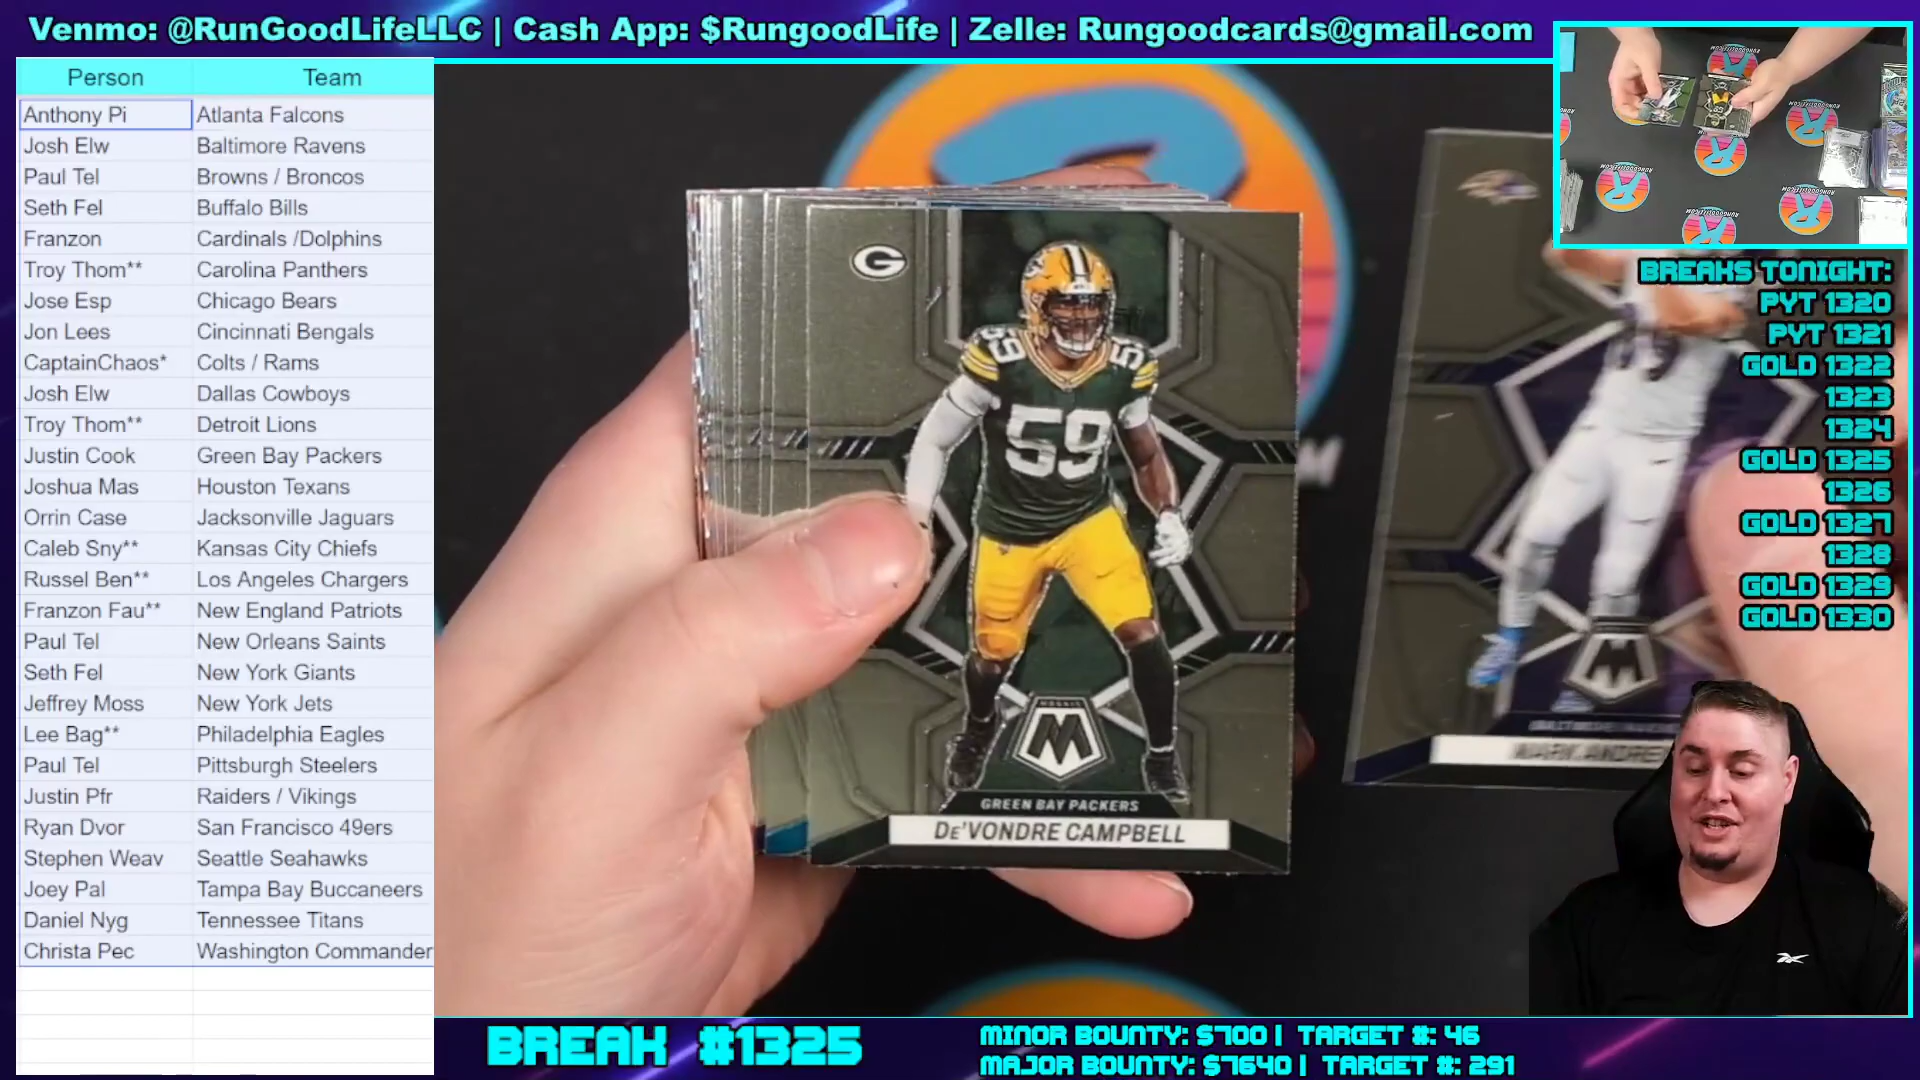 Venmo: @RunGoodLifeLLC | Cash App: $RungoodLife | Zelle: Rungoodcards@gmail.com
Person Team
Anthony Pi Atlanta Falcons
Josh Elw Baltimore Ravens
Paul Tel Browns / Broncos
Seth Fel Buffalo Bills
Franzon Cardinals /Dolphins
Troy Thom** Carolina Panthers
Jose Esp Chicago Bears
Jon Lees Cincinnati Bengals
CaptainChaos* Colts / Rams
Josh Elw Dallas Cowboys
Troy Thom** Detroit Lions
Justin Cook Green Bay Packers
Joshua Mas Houston Texans
Orrin Case Jacksonville Jaguars
Caleb Sny** Kansas City Chiefs
Russel Ben** Los Angeles Chargers
Franzon Fau** New England Patriots
Paul Tel New Orleans Saints
Seth Fel New York Giants
Jeffrey Moss New York Jets
Lee Bag** Philadelphia Eagles
Paul Tel Pittsburgh Steelers
Justin Pfr Raiders / Vikings
Ryan Dvor San Francisco 49ers
Stephen Weav Seattle Seahawks
Joey Pal Tampa Bay Buccaneers
Daniel Nyg Tennessee Titans
Christa Pec Washington Commander
G
59
59
MOSAIC
M
GREEN BAY PACKERS
DE'VONDRE CAMPBELL
M
MARK ANDRE
BREAKS TONIGHT:
PYT 1320
PYT 1321
GOLD 1322
1323
1324
GOLD 1325
1326
GOLD 1327
1328
GOLD 1329
GOLD 1330
BREAK #1325
MINOR BOUNTY: $700 | TARGET #: 46
MAJOR BOUNTY: $7640 | TARGET #: 291